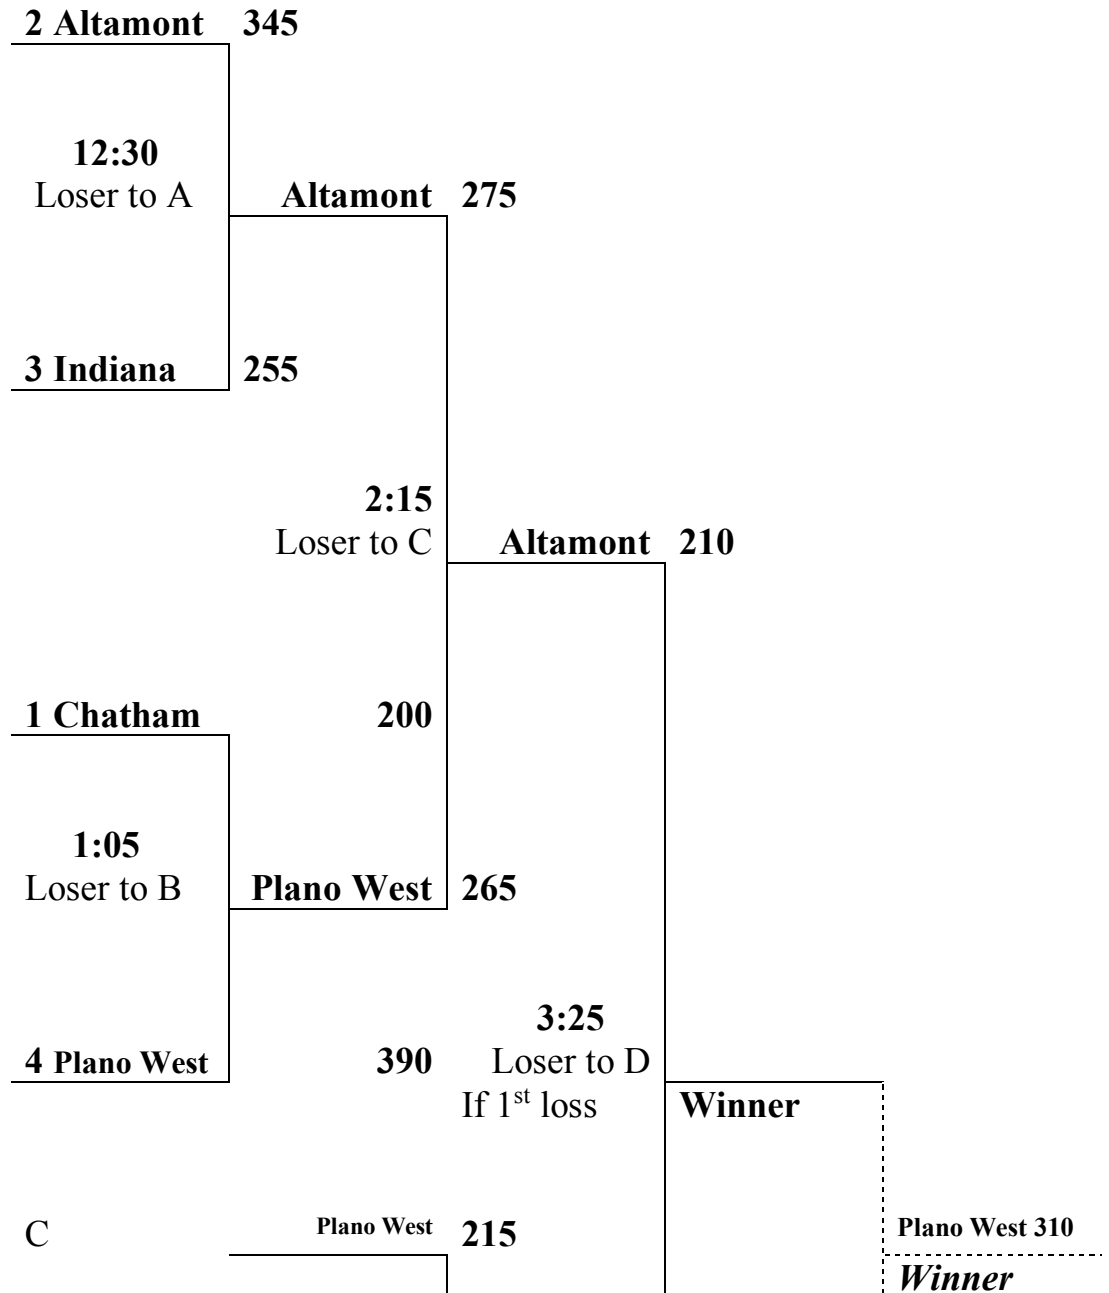 2 Altamont 345
12:30
Loser to A
Altamont 275
3 Indiana 255
2:15
Loser to C
Altamont 210
1 Chatham 200
1:05
Loser to B
Plano West 265
3:25
4 Plano West 390
Loser to D
If 1st loss
Winner
C
Plano West 215
Plano West 310
Winner